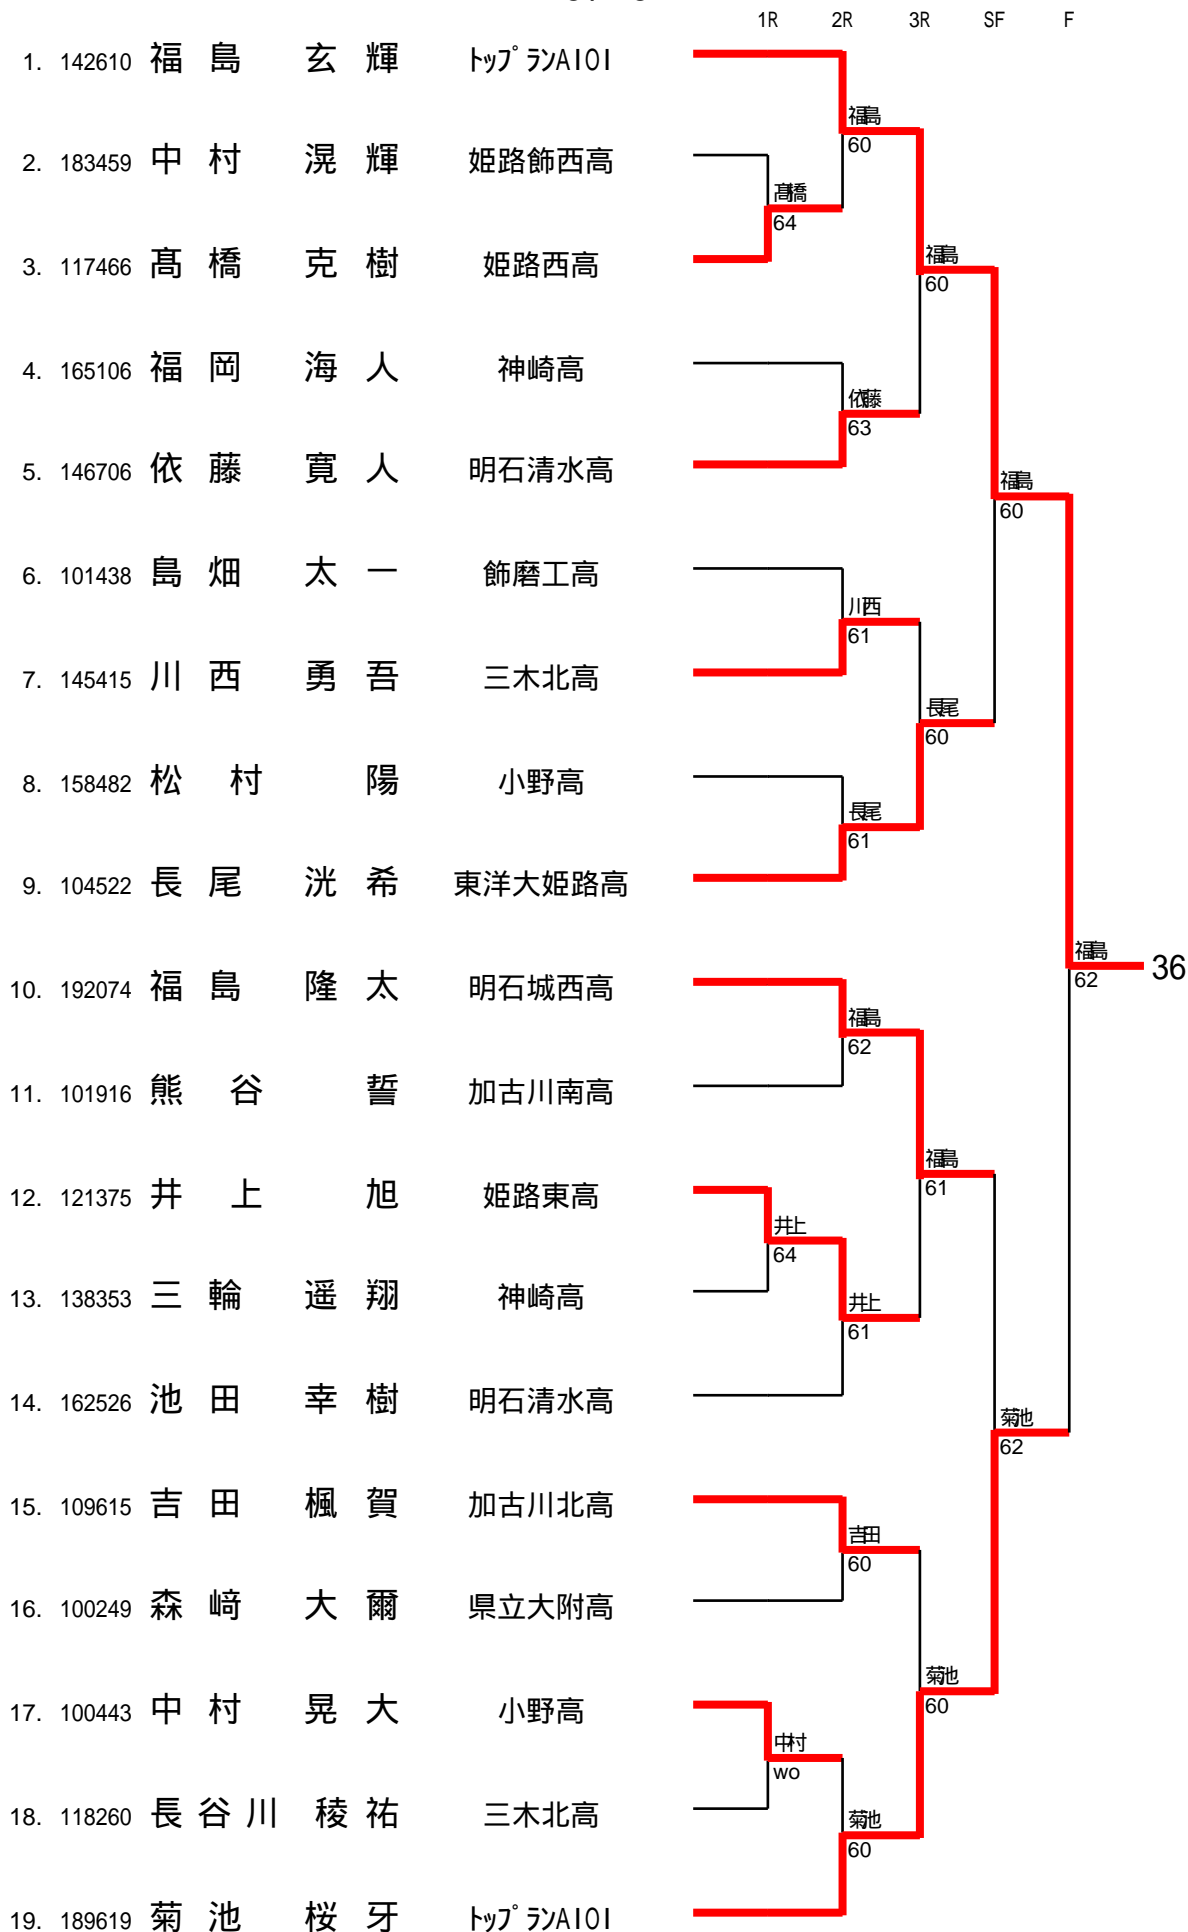 1R 2R 3R SF F
1. 142610 福島 玄輝 トップランAIOI
福島
60
2. 183459 中村 滉輝 姫路飾西高
髙橋
64
3. 117466 髙橋 克樹 姫路西高
福島
60
4. 165106 福岡 海人 神崎高
依藤
63
5. 146706 依藤 寛人 明石清水高
福島
60
6. 101438 島畑 太一 飾磨工高
川西
61
7. 145415 川西 勇吾 三木北高
長尾
60
8. 158482 松村 陽 小野高
長尾
61
9. 104522 長尾 洸希 東洋大姫路高
福島 36
62
10. 192074 福島 隆太 明石城西高
福島
62
11. 101916 熊谷 誓 加古川南高
福島
61
12. 121375 井上 旭 姫路東高
井上
64
13. 138353 三輪 遥翔 神崎高
井上
61
14. 162526 池田 幸樹 明石清水高
菊池
62
15. 109615 吉田 楓賀 加古川北高
吉田
60
16. 100249 森﨑 大爾 県立大附高
菊池
60
17. 100443 中村 晃大 小野高
中村
wo
18. 118260 長谷川 稜祐 三木北高
菊池
60
19. 189619 菊池 桜牙 トップランAIOI